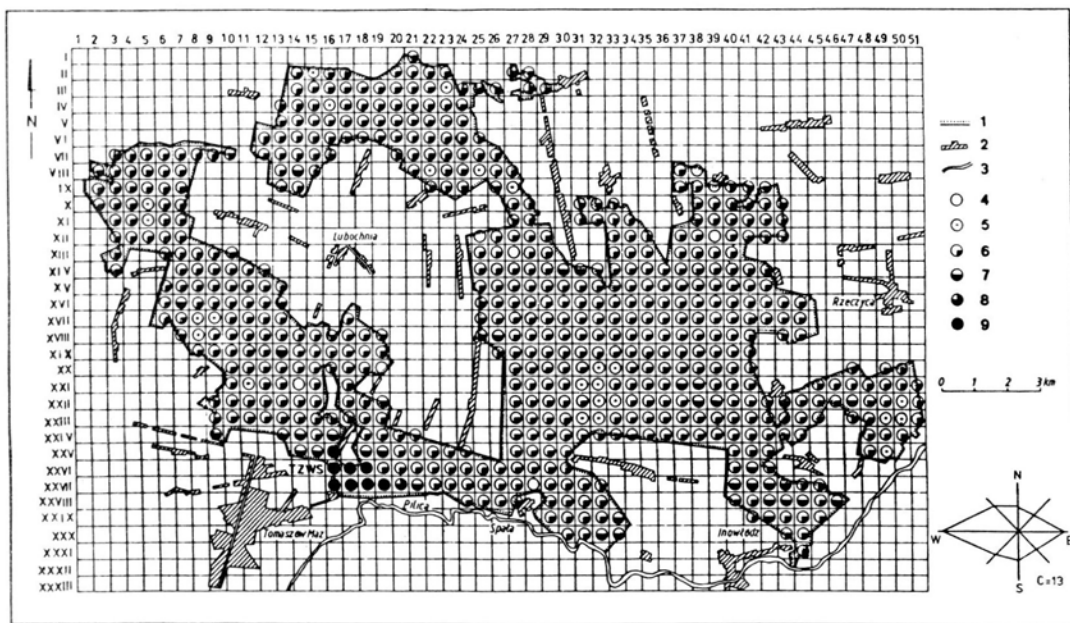 1 2 3 4 5 6 7 8 9 10 11 12 13 14 15 16 17 18 19 20 21 22 23 24 25 26 27 28 29 30 31 32 33 34 35 36 37 38 39 40 41 42 43 44 45 46 47 48 49 50 51
I
II
III
IV
V
VI
VII
VIII
IX
X
XI
XII
XIII
XIV
XV
XVI
XVII
XVIII
XIX
XX
XXI
XXII
XXIII
XXIV
XXV
XXVI
XXVII
XXVIII
XXIX
XXX
XXXI
XXXII
XXXIII
N
Lubochnia
Rzeczyca
TZWS
Tomaszów Maz
Pilica
Spała
Inowłódz
1
2
3
4
5
6
7
8
9
0 1 2 3 km
N
W E
S
C=13